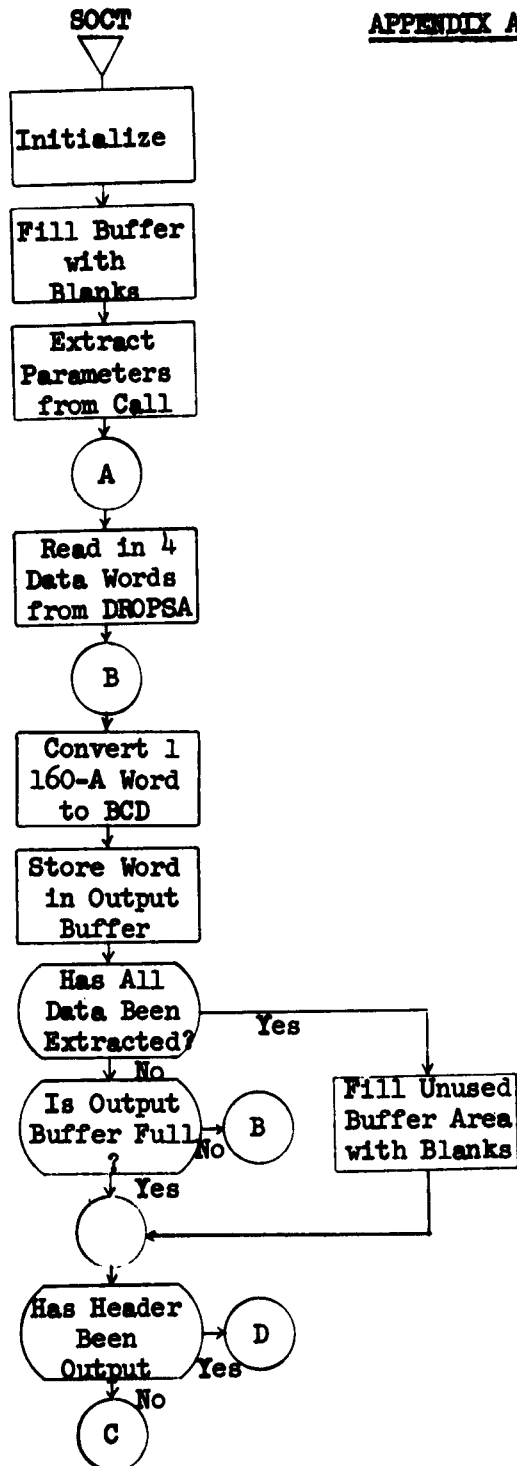 SOCT
APPENDIX A
Initialize
Fill Buffer
with
Blanks
Extract
Parameters
from Call
A
Read in 4
Data Words
from DROPSA
B
Convert 1
160-A Word
to BCD
Store Word
in Output
Buffer
Has All
Data Been
Extracted?
Yes
No
Fill Unused
Buffer Area
with Blanks
Is Output
Buffer Full
?
No
B
Yes
Has Header
Been
Output
Yes
D
No
C